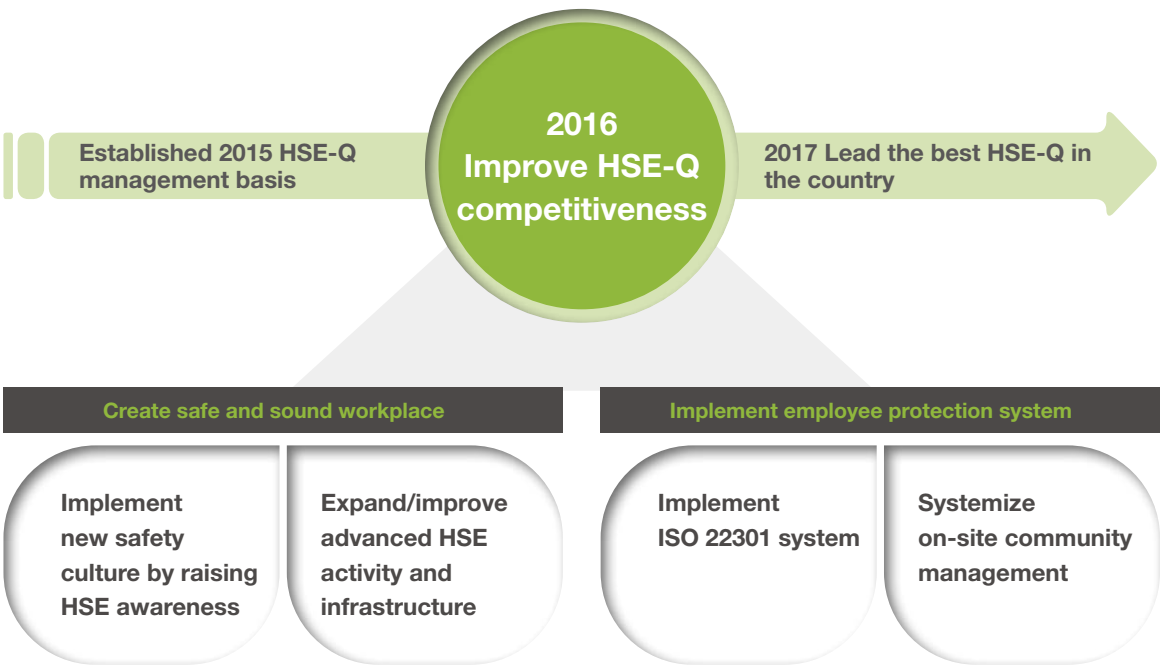 Established 2015 HSE-Q
management basis
2016
Improve HSE-Q
competitiveness
2017 Lead the best HSE-Q in
the country
Create safe and sound workplace
Implement
new safety
culture by raising
HSE awareness
Expand/improve
advanced HSE
activity and
infrastructure
Implement employee protection system
Implement
ISO 22301 system
Systemize
on-site community
management